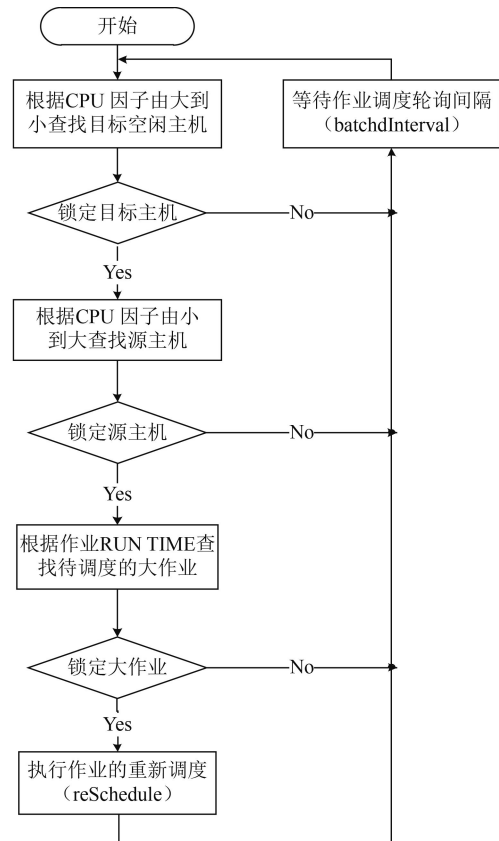 开始
根据CPU 因子由大到
小查找目标空闲主机
等待作业调度轮询间隔
（batchdInterval）
锁定目标主机
No
Yes
根据CPU 因子由小
到大查找源主机
锁定源主机
No
Yes
根据作业RUN TIME查
找待调度的大作业
锁定大作业
No
Yes
执行作业的重新调度
（reSchedule）